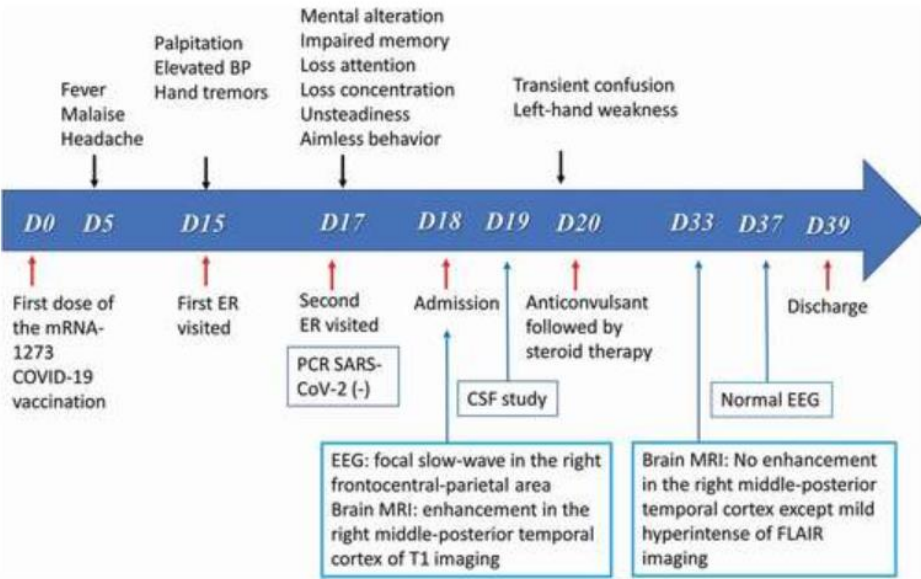 Fever
Malaise
Headache
Palpitation
Elevated BP
Hand tremors
Mental alteration
Impaired memory
Loss attention
Loss concentration
Unsteadiness
Aimless behavior
Transient confusion
Left-hand weakness
D0 D5 D15 D17 D18 D19 D20 D33 D37 D39
First dose of
the mRNA-
1273
COVID-19
vaccination
First ER
visited
Second
ER visited
PCR SARS-
CoV-2 (-)
Admission
CSF study
Anticonvulsant
followed by
steroid therapy
Normal EEG
Discharge
EEG: focal slow-wave in the right
frontocentral-parietal area
Brain MRI: enhancement in the
right middle-posterior temporal
cortex of T1 imaging
Brain MRI: No enhancement
in the right middle-posterior
temporal cortex except mild
hyperintense of FLAIR
imaging